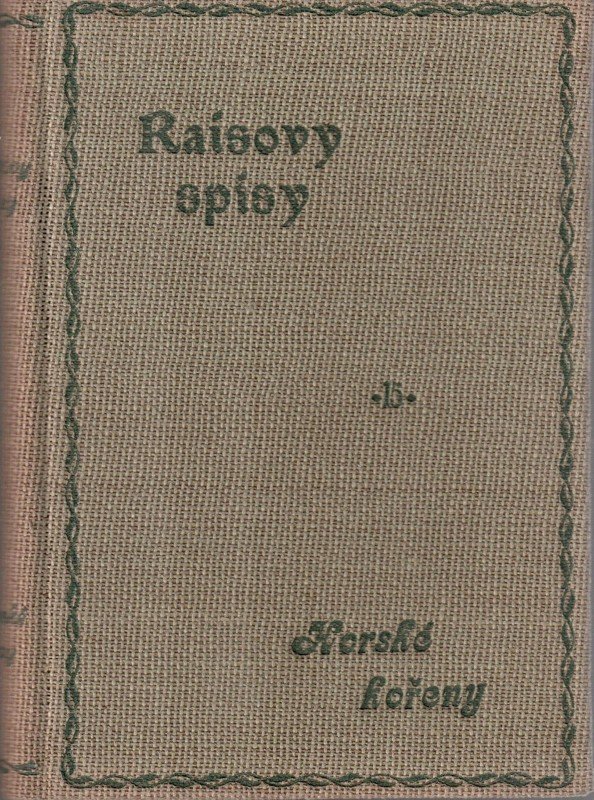 Raisovy
spisy
•15•
Horské
kořeny